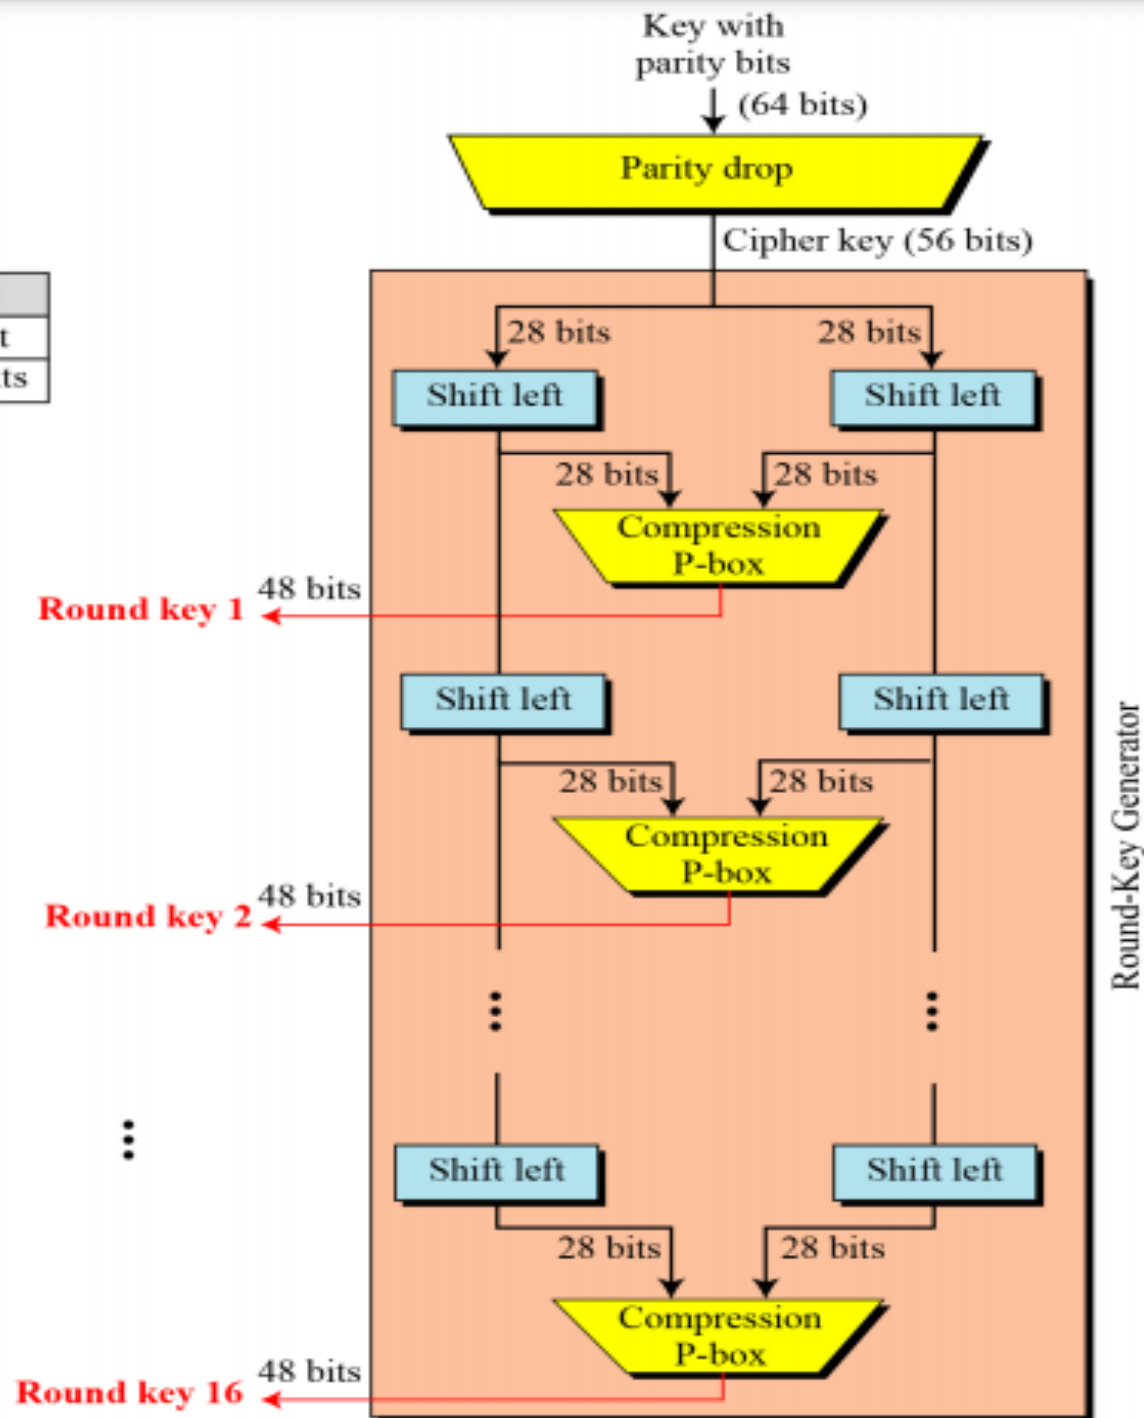 Key with
parity bits
(64 bits)
Parity drop
Cipher key (56 bits)
t
ts
28 bits
28 bits
Shift left
Shift left
28 bits
28 bits
Compression
P-box
48 bits
Round key 1
Shift left
Shift left
28 bits
28 bits
Compression
P-box
48 bits
Round key 2
Round-Key Generator
Shift left
Shift left
28 bits
28 bits
Compression
P-box
48 bits
Round key 16